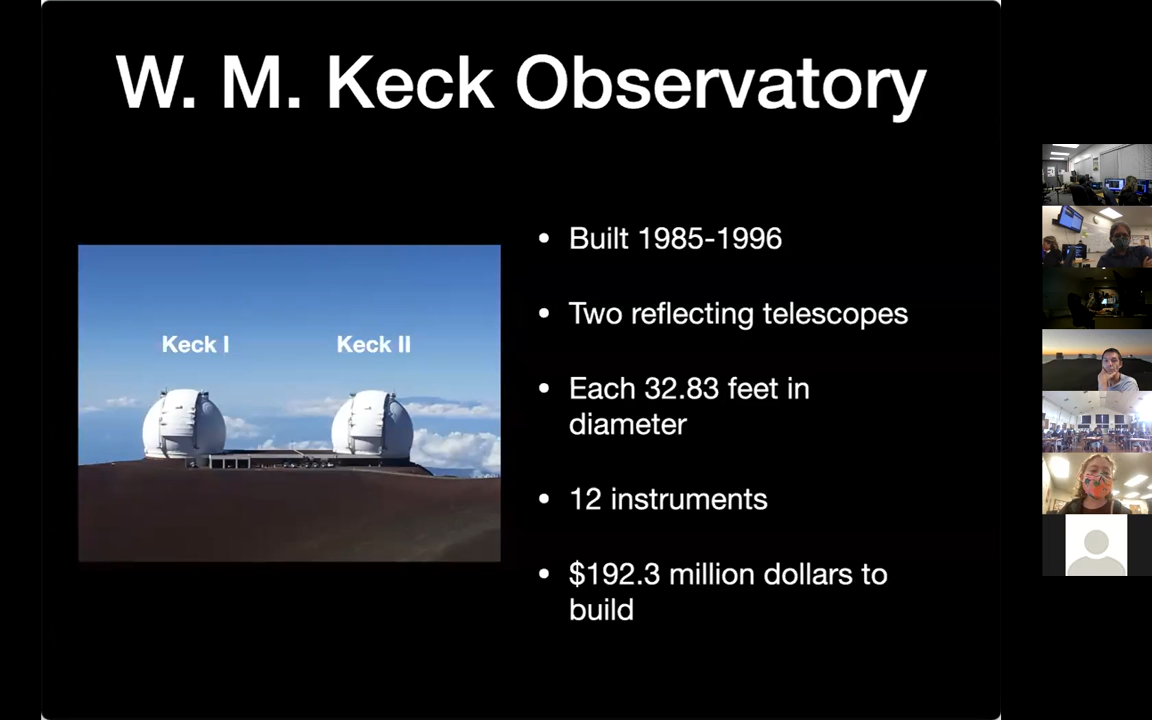 W. M. Keck Observatory
Keck I
Keck II
• Built 1985-1996
• Two reflecting telescopes
• Each 32.83 feet in
diameter
• 12 instruments
• $192.3 million dollars to
build